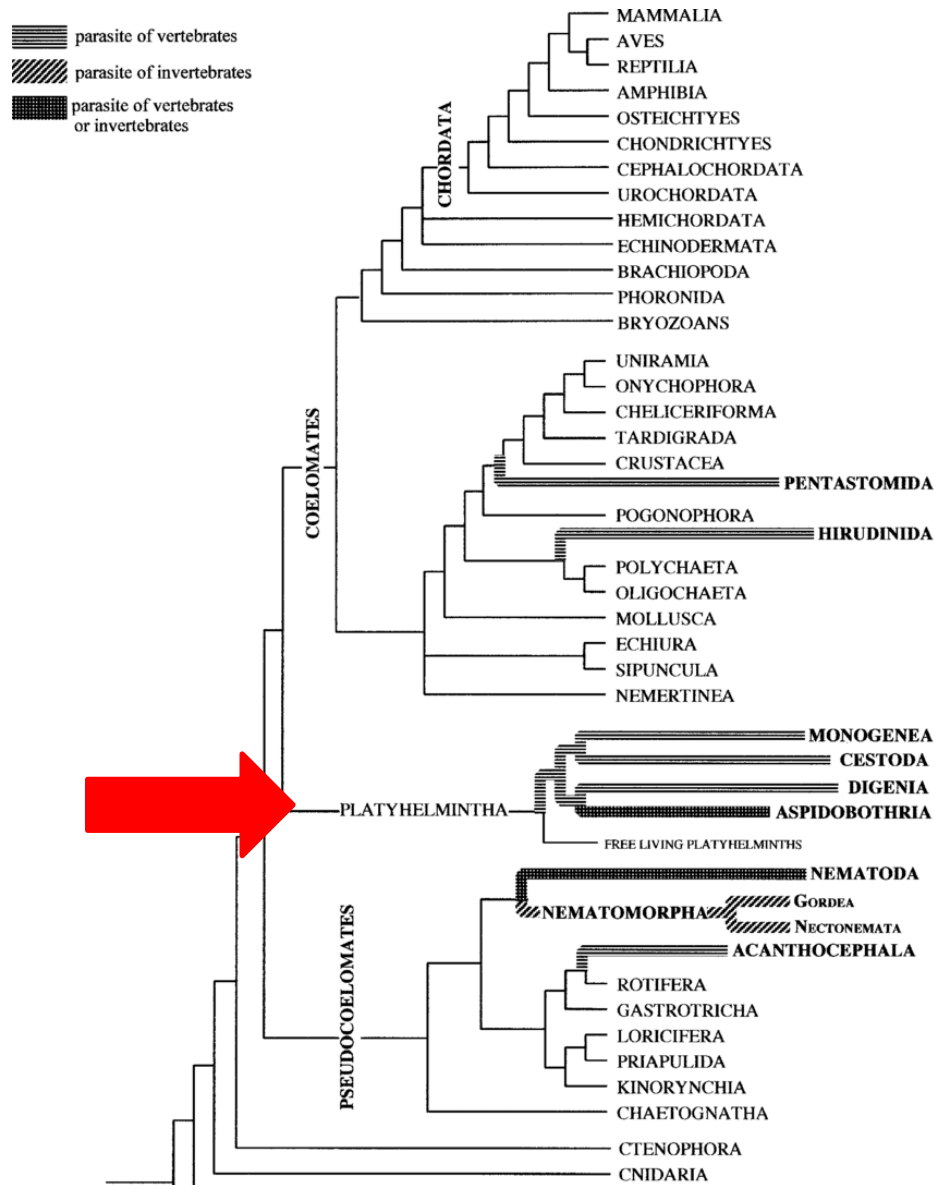 parasite of vertebrates
parasite of invertebrates
parasite of vertebrates
or invertebrates
MAMMALIA
AVES
REPTILIA
AMPHIBIA
OSTEICHTYES
CHONDRICHTYES
CEPHALOCHORDATA
UROCHORDATA
HEMICHORDATA
ECHINODERMATA
BRACHIOPODA
PHORONIDA
BRYOZOANS
CHORDATA
UNIRAMIA
ONYCHOPHORA
CHELICERIFORMA
TARDIGRADA
CRUSTACEA
PENTASTOMIDA
POGONOPHORA
HIRUDINIDA
POLYCHAETA
OLIGOCHAETA
MOLLUSCA
ECHIURA
SIPUNCULA
NEMERTINEA
COELOMATES
MONOGENEA
CESTODA
DIGENIA
ASPIDOBOTHRIA
PLATYHELMINTHA
FREE LIVING PLATYHELMINTHS
NEMATODA
NEMATOMORPHA
GORDEA
NECTONEMATA
ACANTHOCEPHALA
ROTIFERA
GASTROTRICHA
LORICIFERA
PRIAPULIDA
KINORYNCHIA
CHAETOGNATHA
PSEUDOCOELOMATES
CTENOPHORA
CNIDARIA